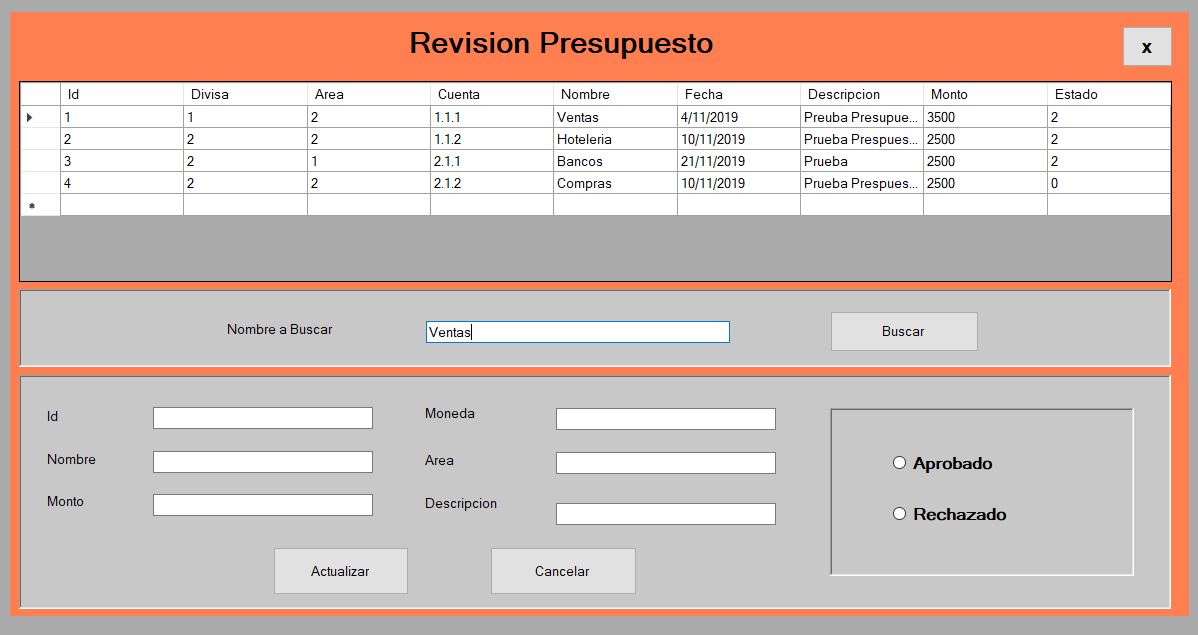 Revision Presupuesto
x
Id Divisa Area Cuenta Nombre Fecha Descripcion Monto Estado
1 1 2 1.1.1 Ventas 4/11/2019 Preuba Presupue... 3500 2
2 2 2 1.1.2 Hoteleria 10/11/2019 Prueba Prespues... 2500 2
3 2 1 2.1.1 Bancos 21/11/2019 Prueba 2500 2
4 2 2 2.1.2 Compras 10/11/2019 Prueba Prespues... 2500 0
*
Nombre a Buscar Ventas Buscar
Id Moneda
Nombre Area Aprobado
Monto Descripcion Rechazado
Actualizar Cancelar